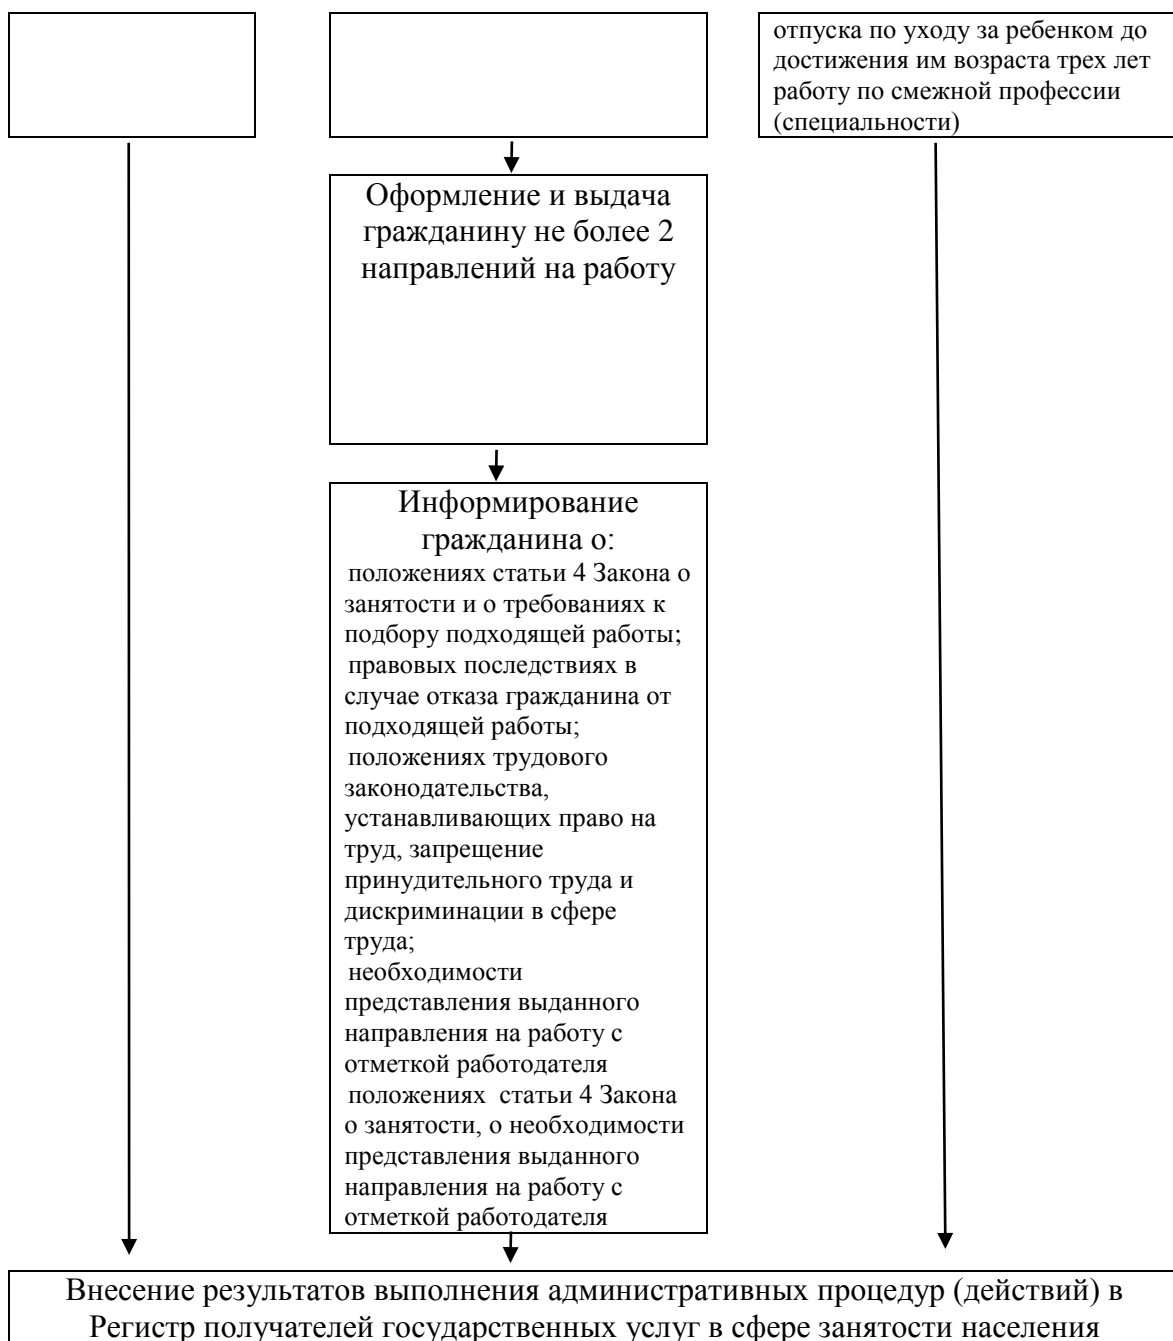 отпуска по уходу за ребенком до
достижения им возраста трех лет
работу по смежной профессии
(специальности)
Оформление и выдача
гражданину не более 2
направлений на работу
Информирование
гражданина о:
положениях статьи 4 Закона о
занятости и о требованиях к
подбору подходящей работы;
правовых последствиях в
случае отказа гражданина от
подходящей работы;
положениях трудового
законодательства,
устанавливающих право на
труд, запрещение
принудительного труда и
дискриминации в сфере
труда;
необходимости
представления выданного
направления на работу с
отметкой работодателя
положениях статьи 4 Закона
о занятости, о необходимости
представления выданного
направления на работу с
отметкой работодателя
Внесение результатов выполнения административных процедур (действий) в
Регистр получателей государственных услуг в сфере занятости населения